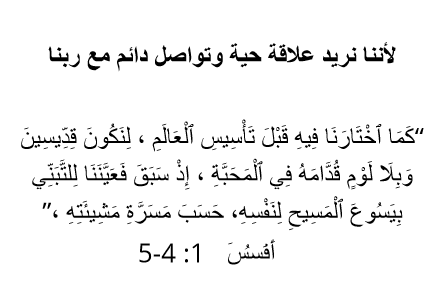 لأننا نريد علاقة حية وتواصل دائم مع ربنا
“كَمَا ٱخْتَارَنَا فِيهِ قَبْلَ تَأْسِيسِ ٱلْعَالَمِ ، لِنَكُونَ قِدِّيسِينَ
وَبِلَا لَوْمٍ قُدَّامَهُ فِي ٱلْمَحَبَّةِ ، إِذْ سَبَقَ فَعَيَّنَنَا لِلتَّبَنِّي
بِيَسُوعَ ٱلْمَسِيحِ لِنَفْسِهِ، حَسَبَ مَسَرَّةِ مَشِيئَتِهِ ،”
أفسسُ 1: 4-5